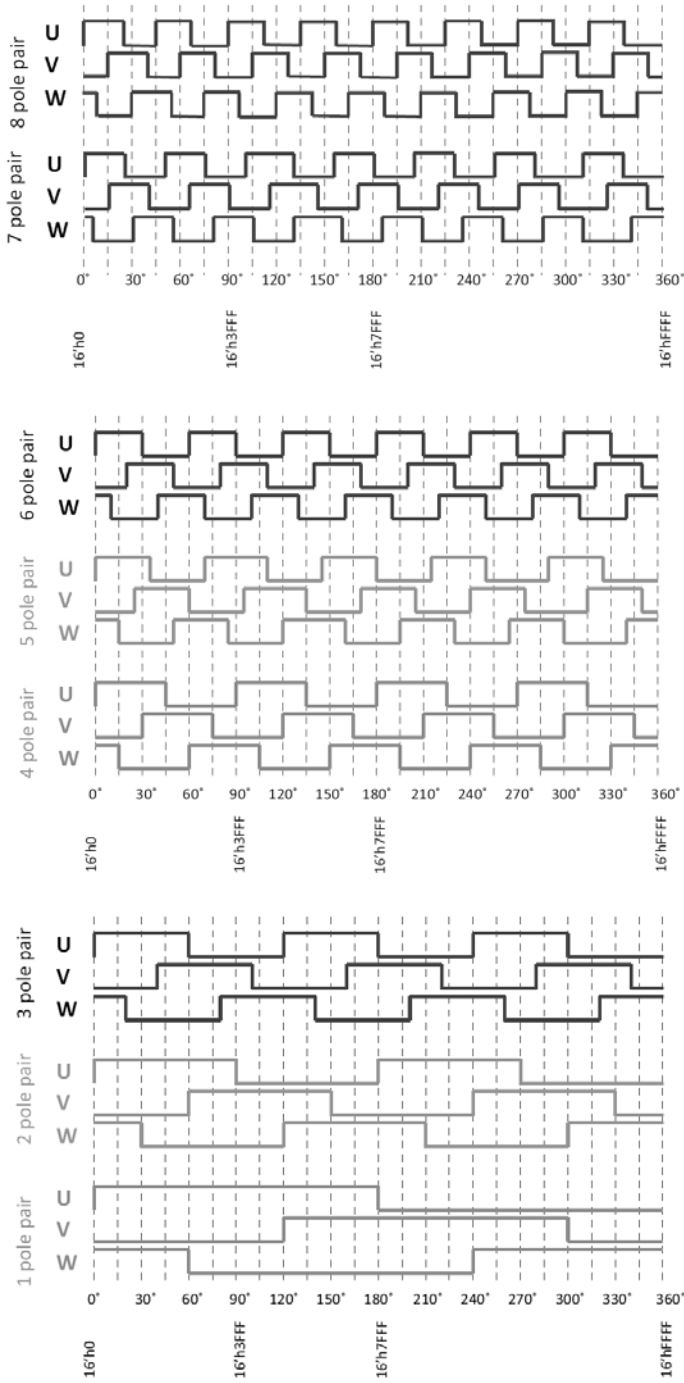 8 pole pair
U
V
W
7 pole pair
U
V
W
0° 30° 60° 90° 120° 150° 180° 210° 240° 270° 300° 330° 360°
16'h0 16'h3FFF 16'h7FFF 16'hFFFF
6 pole pair
U
V
W
5 pole pair
U
V
W
4 pole pair
U
V
W
0° 30° 60° 90° 120° 150° 180° 210° 240° 270° 300° 330° 360°
16'h0 16'h3FFF 16'h7FFF 16'hFFFF
3 pole pair
U
V
W
2 pole pair
U
V
W
1 pole pair
U
V
W
0° 30° 60° 90° 120° 150° 180° 210° 240° 270° 300° 330° 360°
16'h0 16'h3FFF 16'h7FFF 16'hFFFF